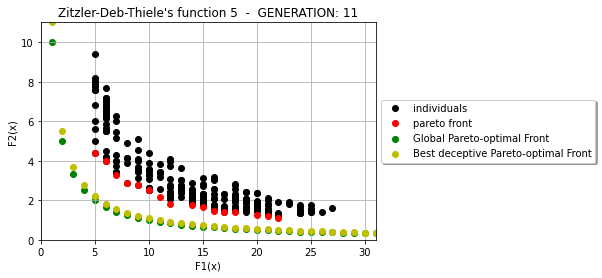 Zitzler-Deb-Thiele's function 5 - GENERATION: 11
F2(x)
10
8
6
4
2
0
0 5 10 15 20 25 30
F1(x)
individuals
pareto front
Global Pareto-optimal Front
Best deceptive Pareto-optimal Front